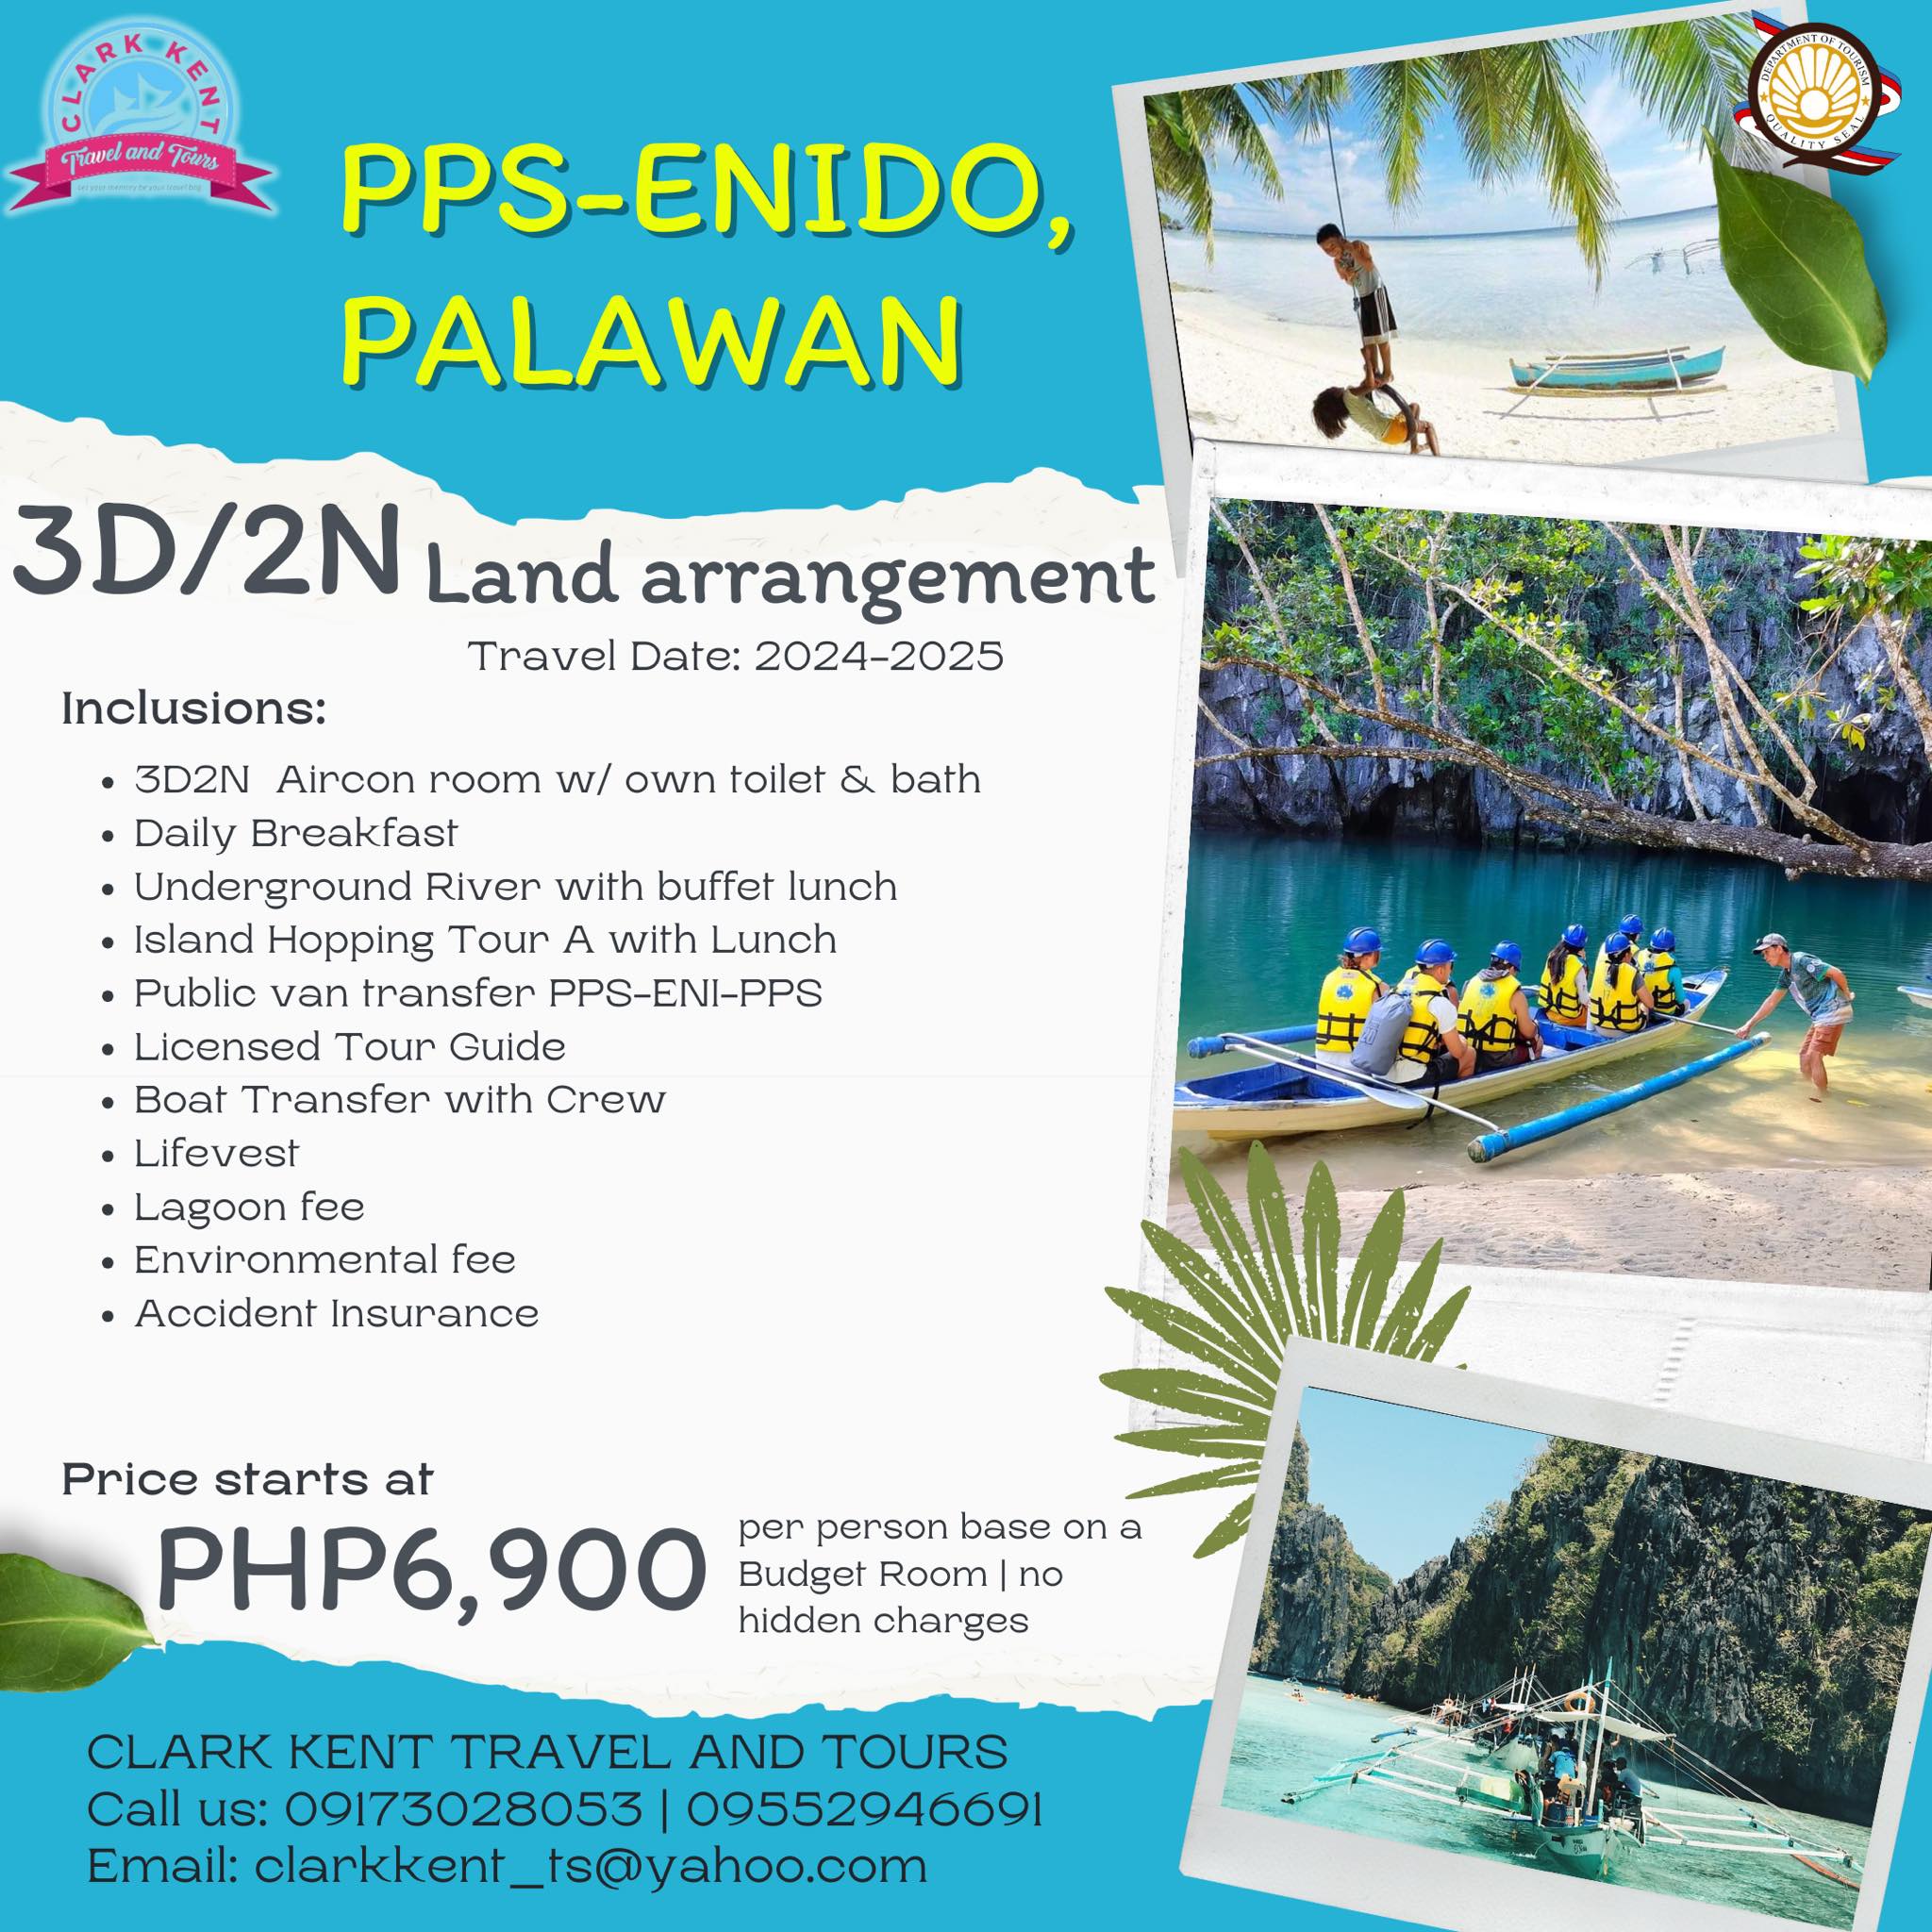 CLARK KENT
Travel and Tours
DEPARTMENT OF TOURISM
QUALITY SEAL
PPS-ENIDO,
PALAWAN
3D/2N Land arrangement
Travel Date: 2024-2025
Inclusions:
• 3D2N Aircon room w/ own toilet & bath
• Daily Breakfast
• Underground River with buffet lunch
• Island Hopping Tour A with Lunch
• Public van transfer PPS-ENI-PPS
• Licensed Tour Guide
• Boat Transfer with Crew
• Lifevest
• Lagoon fee
• Environmental fee
• Accident Insurance
Price starts at
PHP6,900
per person base on a
Budget Room | no
hidden charges
CLARK KENT TRAVEL AND TOURS
Call us: 09173028053 | 09552946691
Email: clarkkent_ts@yahoo.com